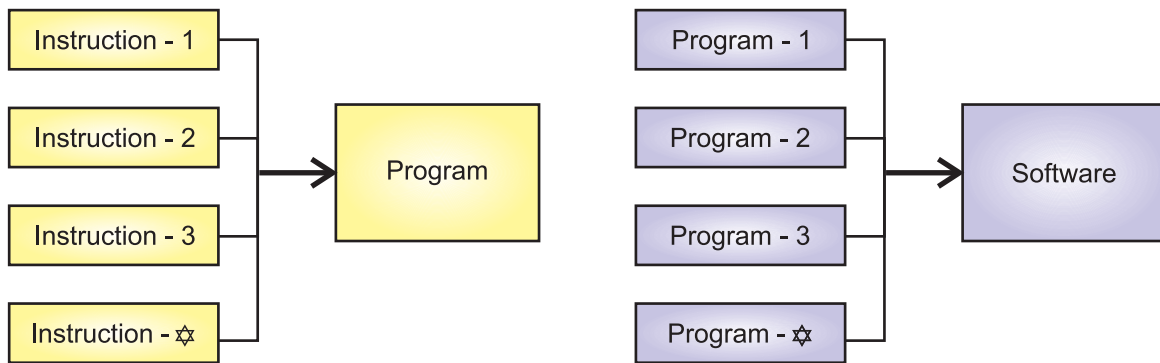 Instruction - 1
Instruction - 2
Instruction - 3
Instruction - ✡
Program
Program - 1
Program - 2
Program - 3
Program - ✡
Software